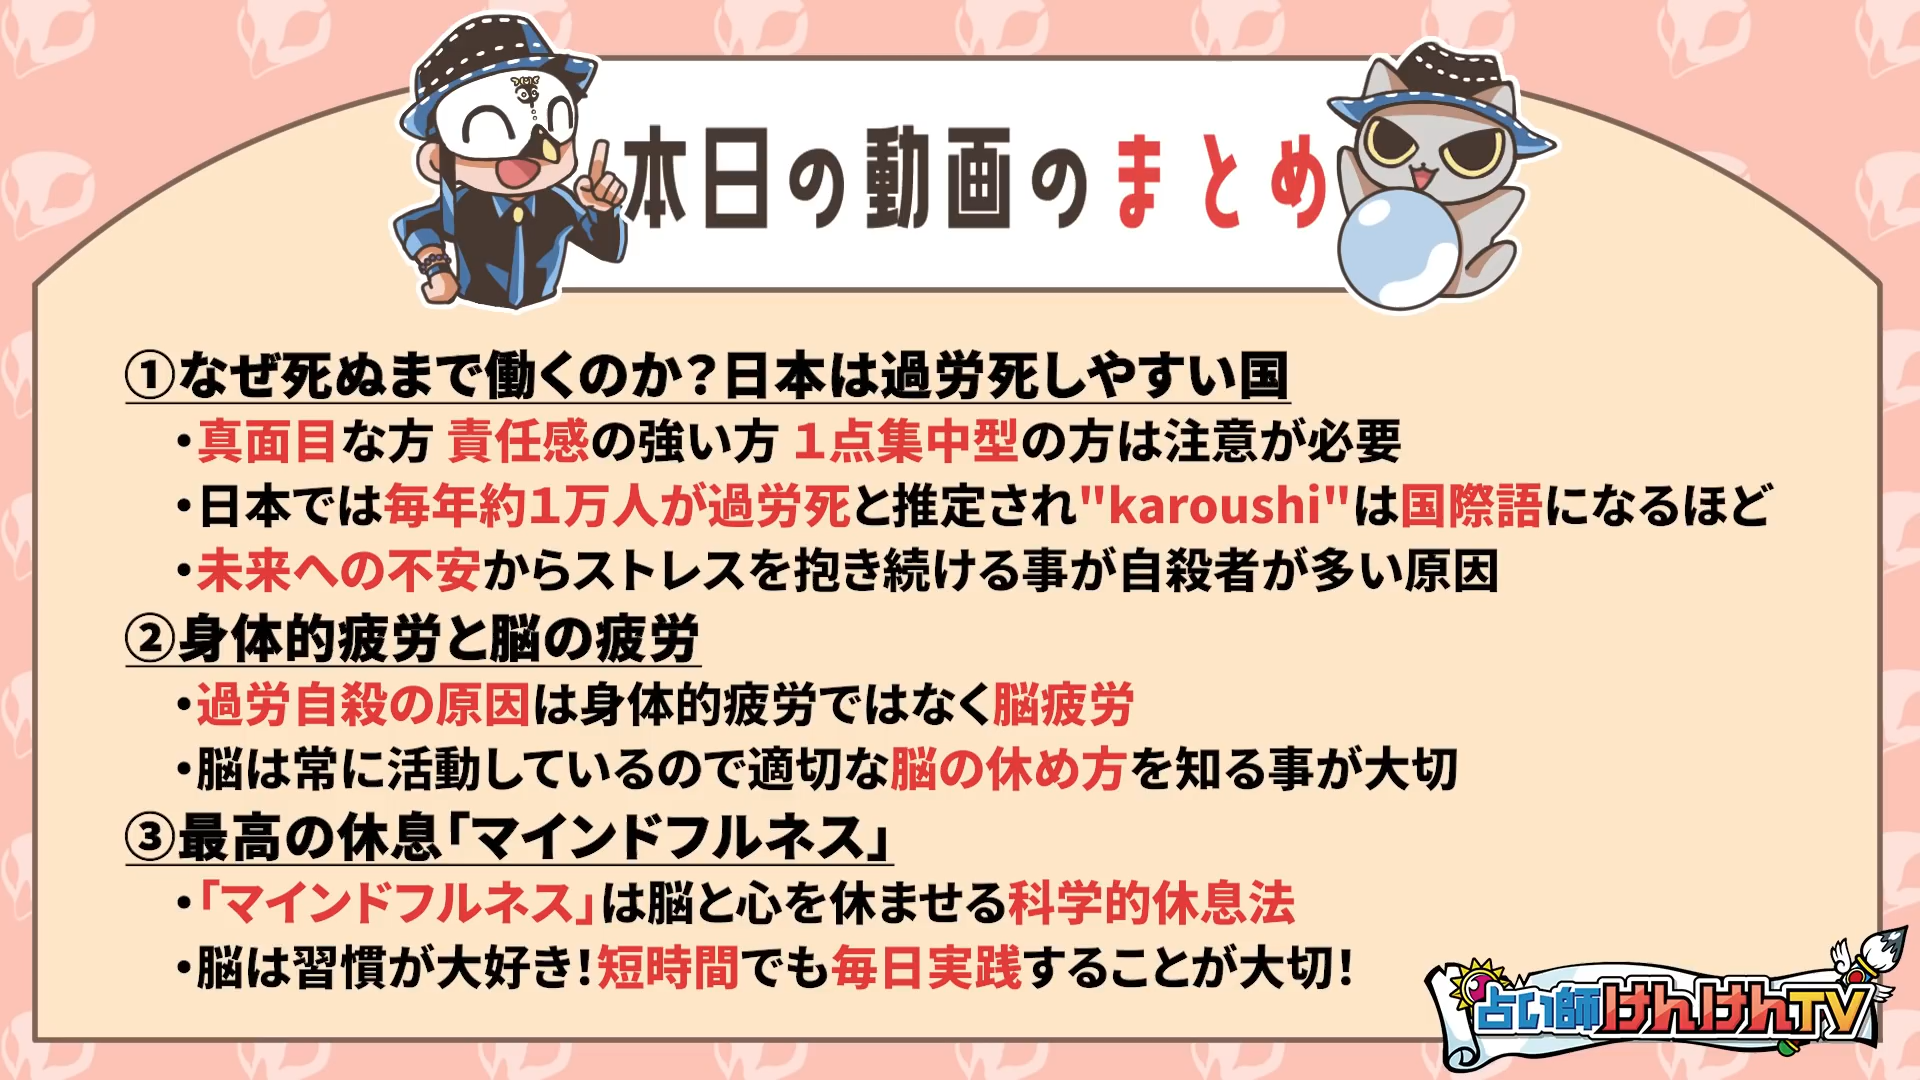 本日の動画のまとめ
①なぜ死ぬまで働くのか？日本は過労死しやすい国
・真面目な方 責任感の強い方 １点集中型の方は注意が必要
・日本では毎年約１万人が過労死と推定され"karoushi"は国際語になるほど
・未来への不安からストレスを抱き続ける事が自殺者が多い原因
②身体的疲労と脳の疲労
・過労自殺の原因は身体的疲労ではなく脳疲労
・脳は常に活動しているので適切な脳の休め方を知る事が大切
③最高の休息「マインドフルネス」
・「マインドフルネス」は脳と心を休ませる科学的休息法
・脳は習慣が大好き！短時間でも毎日実践することが大切！
占い師けんけんTV